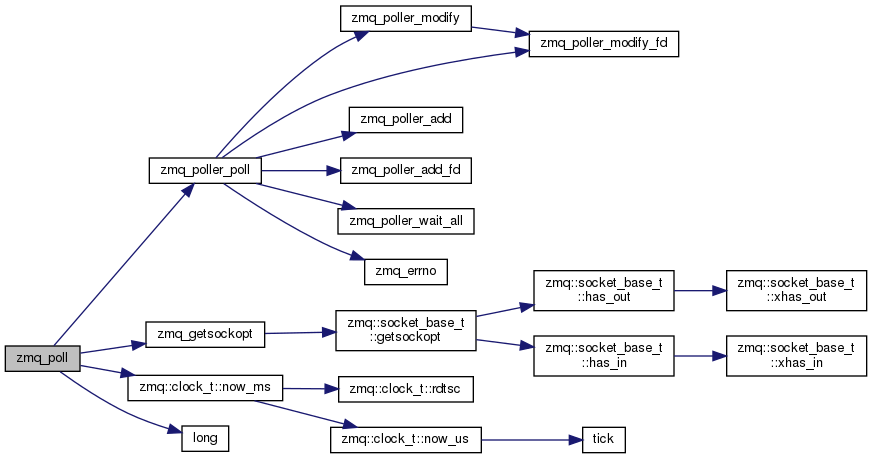 zmq_poller_modify
zmq_poller_modify_fd
zmq_poller_add
zmq_poller_poll
zmq_poller_add_fd
zmq_poller_wait_all
zmq_errno
zmq::socket_base_t
::has_out
zmq::socket_base_t
::xhas_out
zmq_getsockopt
zmq::socket_base_t
::getsockopt
zmq_poll
zmq::socket_base_t
::has_in
zmq::socket_base_t
::xhas_in
zmq::clock_t::now_ms
zmq::clock_t::rdtsc
long
zmq::clock_t::now_us
tick